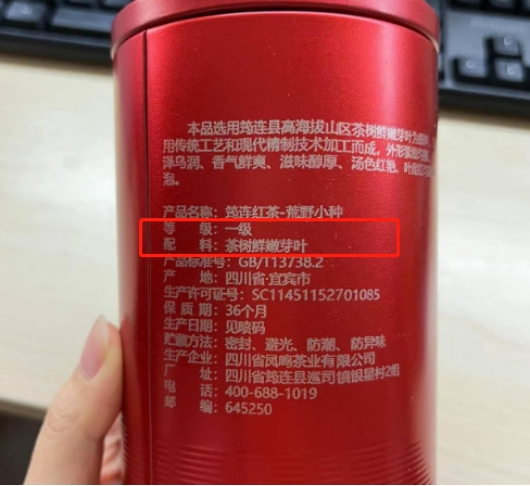 本品选用筠连县高海拔山区茶树鲜嫩芽叶为
用传统工艺和现代精制技术加工而成，外形
泽乌润、香气鲜爽、滋味醇厚、汤色红艳、叶
泡。
产品名称：筠连红茶-荒野小种
等 级：一级
配 料：茶树鲜嫩芽叶
产品标准号：GB/T13738.2
产 地：四川省·宜宾市
生产许可证号：SC11451152701085
保 质 期：36个月
生产日期：见喷码
贮藏方法：密封、避光、防潮、防异味
生产企业：四川省凤鸣茶业有限公司
厂 址：四川省筠连县巡司镇银星村2组
电 话：400-688-1019
邮 编：645250